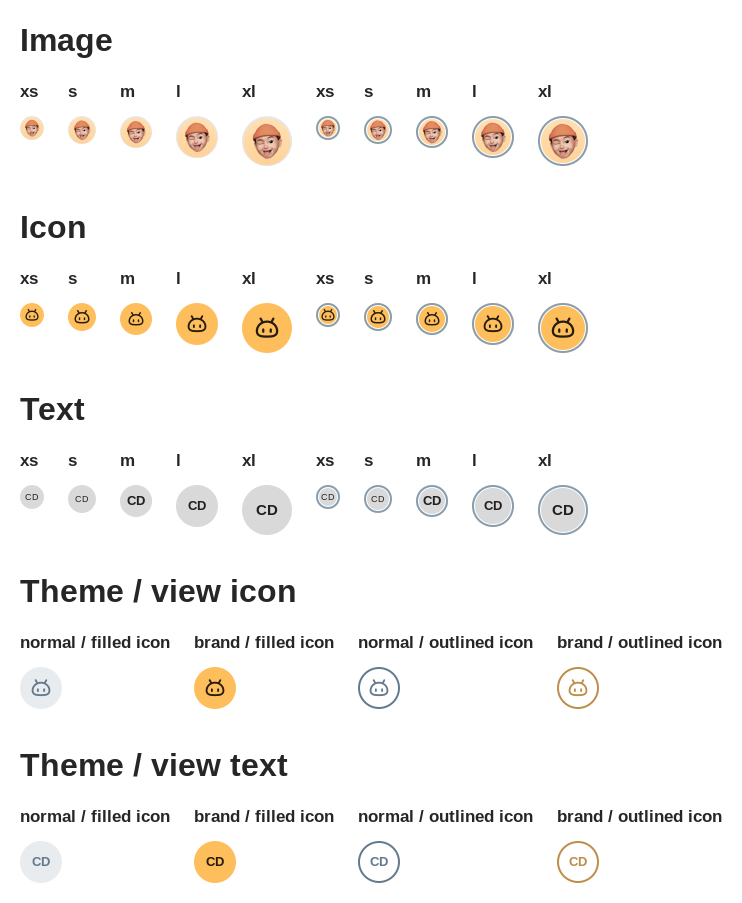 Image
xs s m l xl xs s m l xl
Icon
xs s m l xl xs s m l xl
Text
xs s m l xl xs s m l xl
CD CD CD CD CD CD CD CD CD CD
Theme / view icon
normal / filled icon brand / filled icon normal / outlined icon brand / outlined icon
Theme / view text
normal / filled icon brand / filled icon normal / outlined icon brand / outlined icon
CD CD CD CD